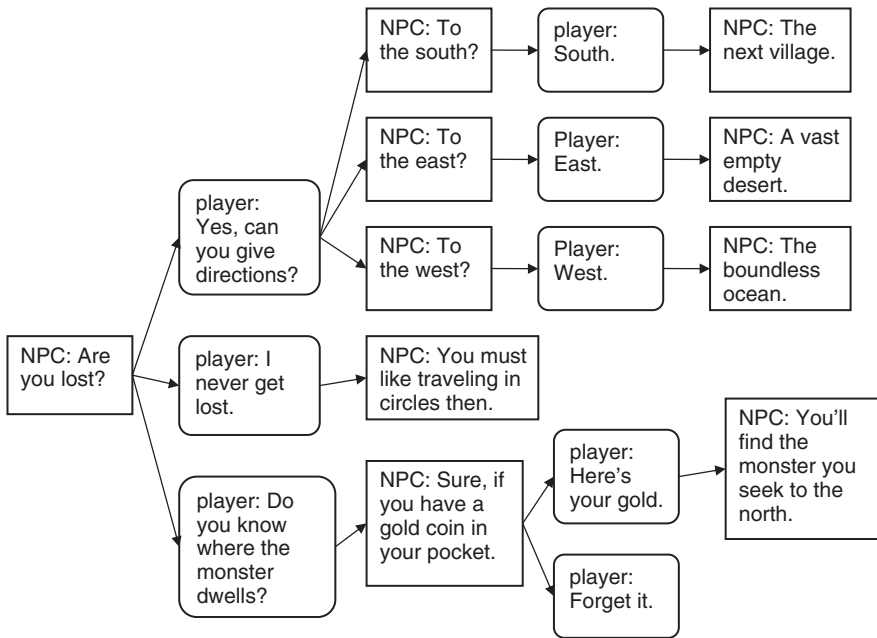 NPC: To
the south?
player:
South.
NPC: The
next village.
NPC: To
the east?
Player:
East.
NPC: A vast
empty
desert.
player:
Yes, can
you give
directions?
NPC: To
the west?
Player:
West.
NPC: The
boundless
ocean.
NPC: Are
you lost?
player: I
never get
lost.
NPC: You must
like traveling in
circles then.
player: Do
you know
where the
monster
dwells?
NPC: Sure, if
you have a
gold coin in
your pocket.
player:
Here's
your gold.
NPC: You'll
find the
monster you
seek to the
north.
player:
Forget it.